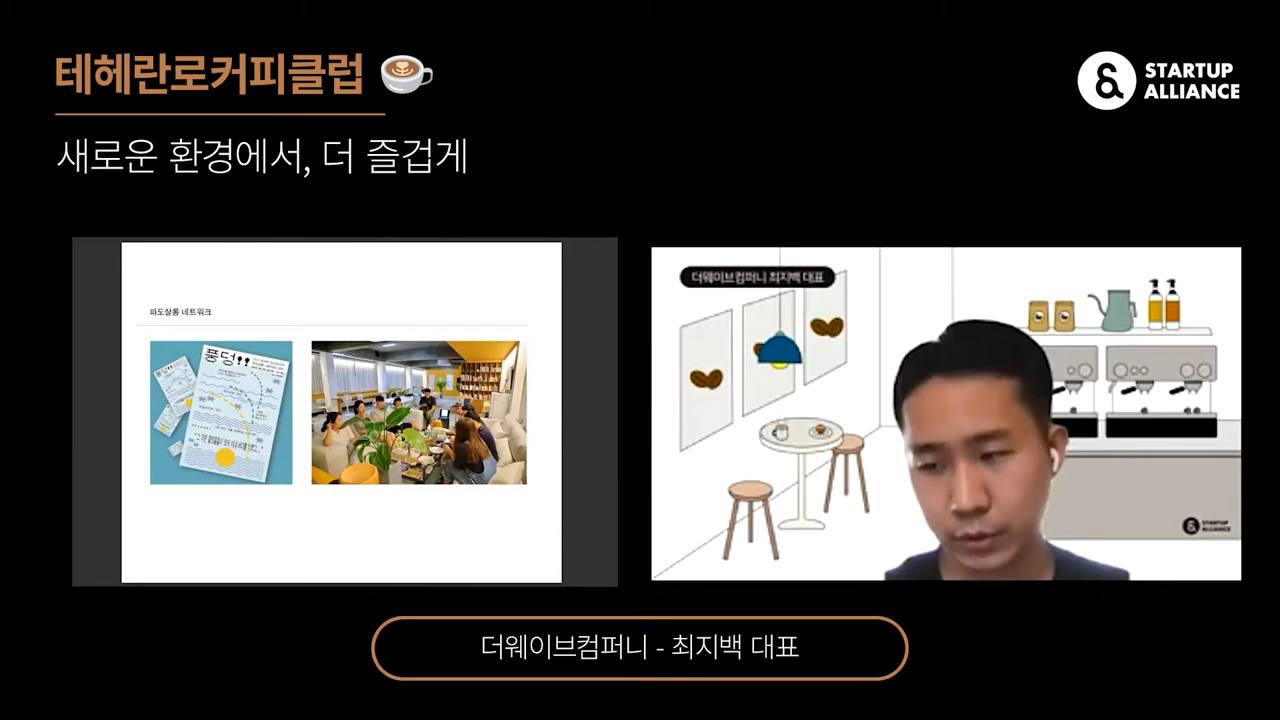 테헤란로커피클럽
STARTUP
ALLIANCE
새로운 환경에서, 더 즐겁게
파도살롱 네트워크
풍덩!!
풍덩!!
더웨이브컴퍼니 최지백 대표
STARTUP
ALLIANCE
더웨이브컴퍼니 - 최지백 대표